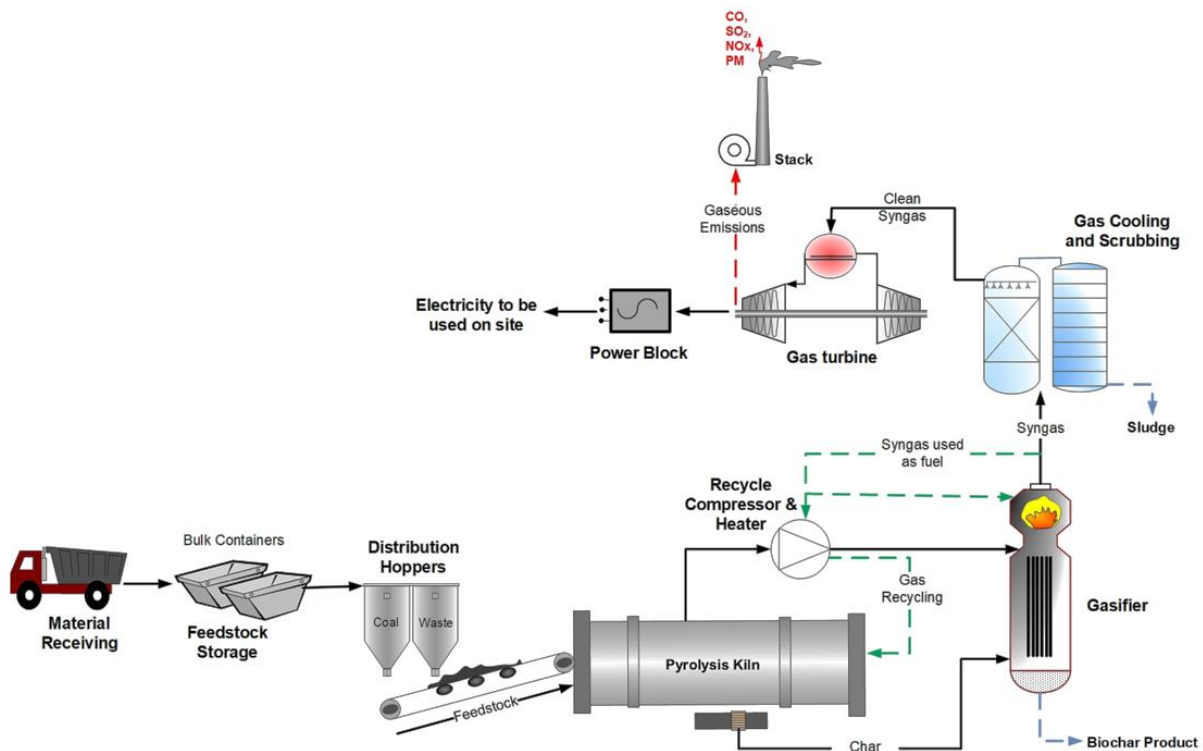 CO,
SO₂,
NOx,
PM
Stack
Gaseous
Emissions
Clean
Syngas
Gas Cooling
and Scrubbing
Electricity to be
used on site
Power Block
Gas turbine
Syngas
Sludge
Syngas used
as fuel
Recycle
Compressor &
Heater
Bulk Containers
Distribution
Hoppers
Coal
Waste
Gas
Recycling
Gasifier
Material
Receiving
Feedstock
Storage
Pyrolysis Kiln
Feedstock
Char
Biochar Product